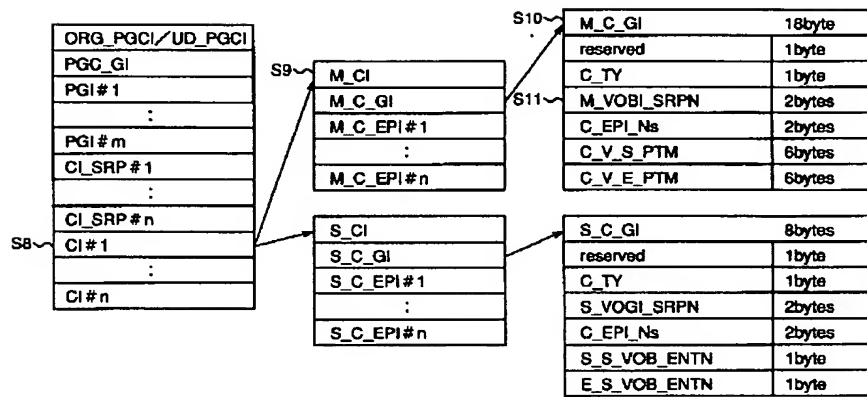 ORG_PGCI/UD_PGCI
PGC_GI
PGI#1
:
PGI#m
CI_SRP#1
:
CI_SRP#n
S8 CI#1
:
CI#n
S9 M_CI
M_C_GI
M_C_EPI#1
:
M_C_EPI#n
S_CI
S_C_GI
S_C_EPI#1
:
S_C_EPI#n
S10 M_C_GI 18byte
reserved 1byte
C_TY 1byte
S11 M_VOBI_SRPN 2bytes
C_EPI_Ns 2bytes
C_V_S_PTM 6bytes
C_V_E_PTM 6bytes
S_C_GI 8bytes
reserved 1byte
C_TY 1byte
S_VOGI_SRPN 2bytes
C_EPI_Ns 2bytes
S_S_VOB_ENTN 1byte
E_S_VOB_ENTN 1byte